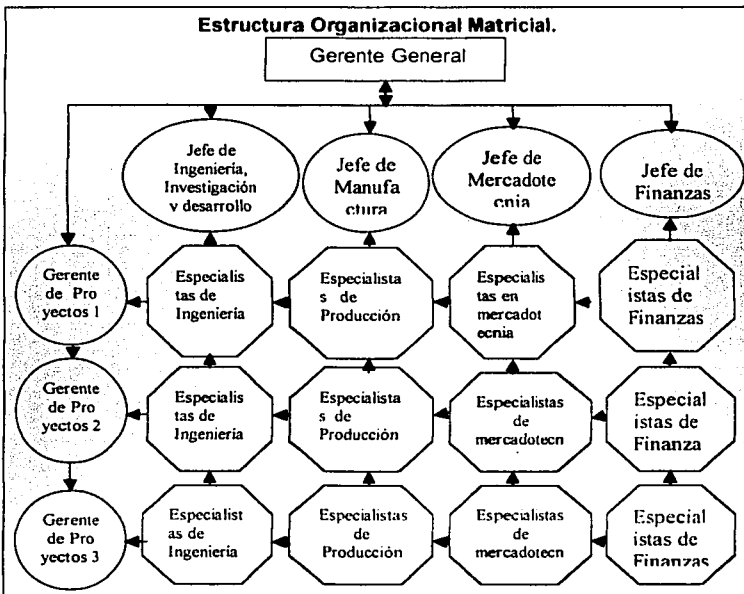 Estructura Organizacional Matricial.
Gerente General
Jefe de
Ingeniería,
Investigación
y desarrollo
Jefe de
Manufa
ctura
Jefe de
Mercadote
cnia
Jefe de
Finanzas
Gerente
de Pro
yectos 1
Especialis
tas de
Ingeniería
Especialista
s de
Producción
Especialis
tas en
mercadot
ecnia
Especial
istas de
Finanzas
Gerente
de Pro
yectos 2
Especialis
tas de
Ingeniería
Especialista
s de
Producción
Especialistas
de
mercadotecn
Especial
istas de
Finanza
Gerente
de Pro
yectos 3
Especialist
as de
Ingeniería
Especialistas
de
Producción
Especialistas
de
mercadotecn
Especial
istas de
Finanzas